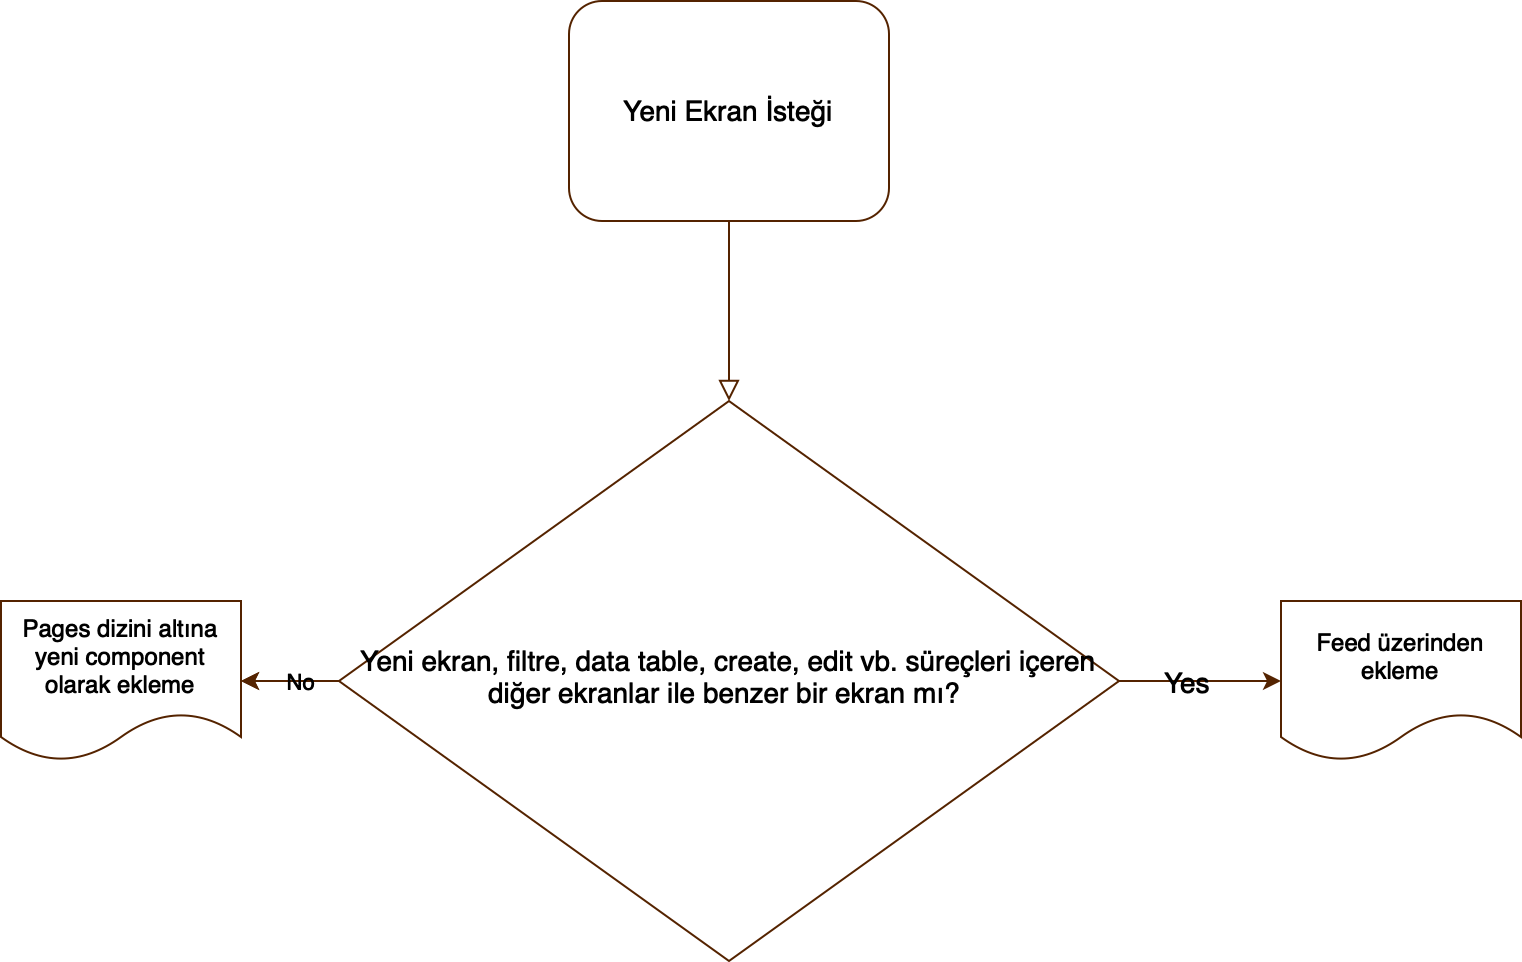 Yeni Ekran İsteği
Yeni ekran, filtre, data table, create, edit vb. süreçleri içeren
diğer ekranlar ile benzer bir ekran mı?
No
Pages dizini altına
yeni component
olarak ekleme
Yes
Feed üzerinden
ekleme